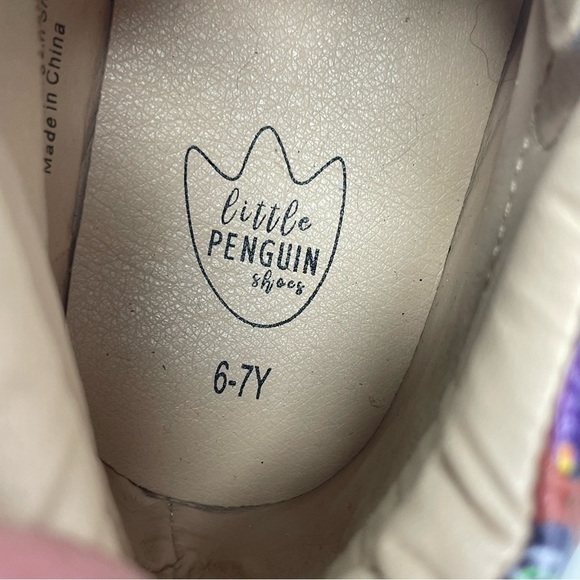 Made in China
little
PENGUIN
shoes
6-7Y